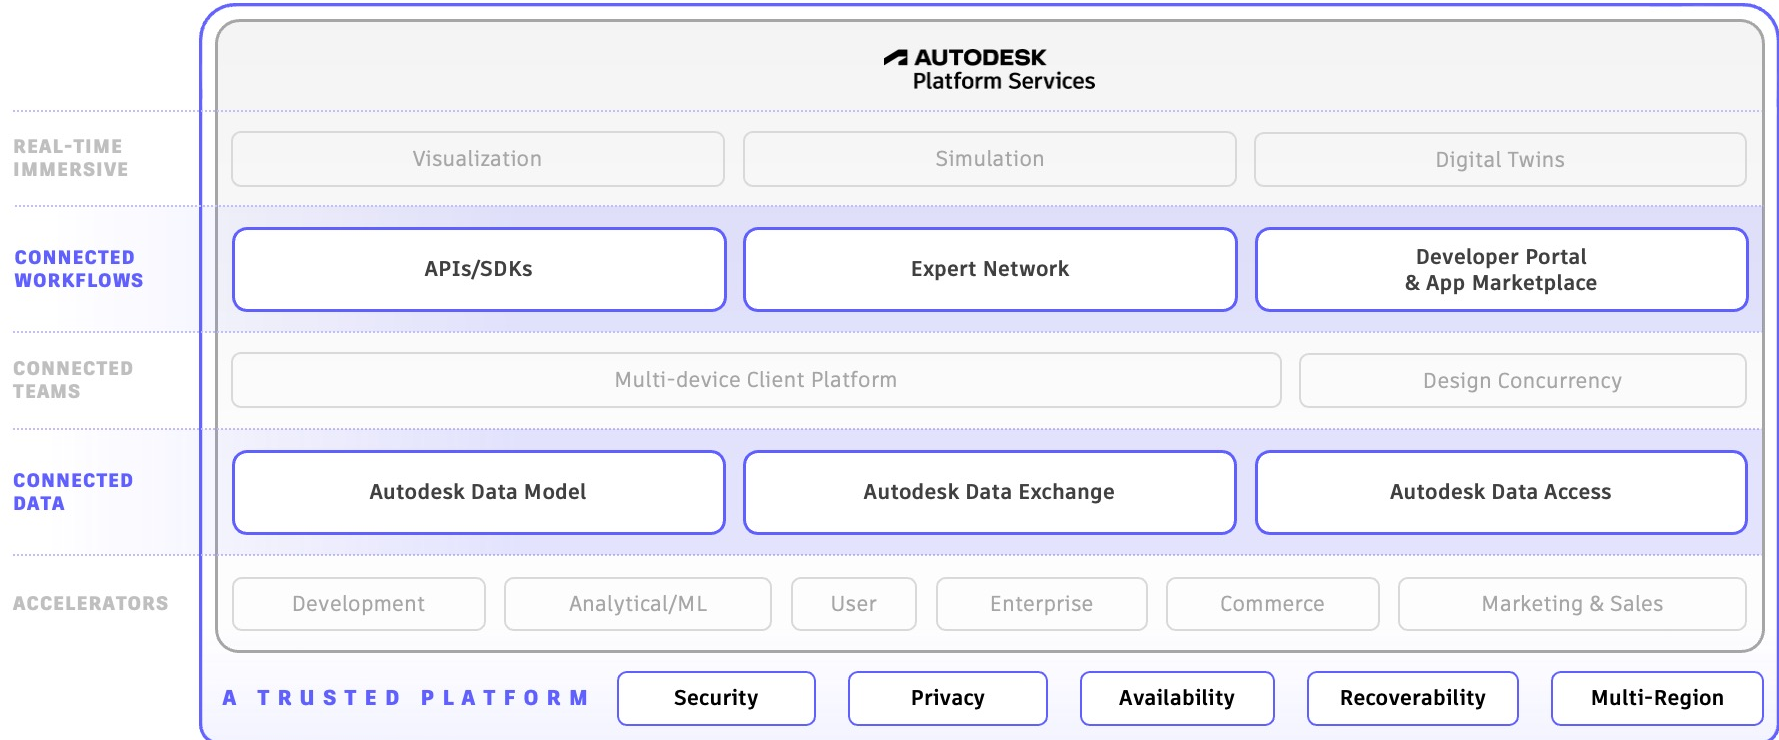 AUTODESK
Platform Services
REAL-TIME
IMMERSIVE
Visualization
Simulation
Digital Twins
CONNECTED
WORKFLOWS
APIs/SDKs
Expert Network
Developer Portal
& App Marketplace
CONNECTED
TEAMS
Multi-device Client Platform
Design Concurrency
CONNECTED
DATA
Autodesk Data Model
Autodesk Data Exchange
Autodesk Data Access
ACCELERATORS
Development
Analytical/ML
User
Enterprise
Commerce
Marketing & Sales
A TRUSTED PLATFORM
Security
Privacy
Availability
Recoverability
Multi-Region